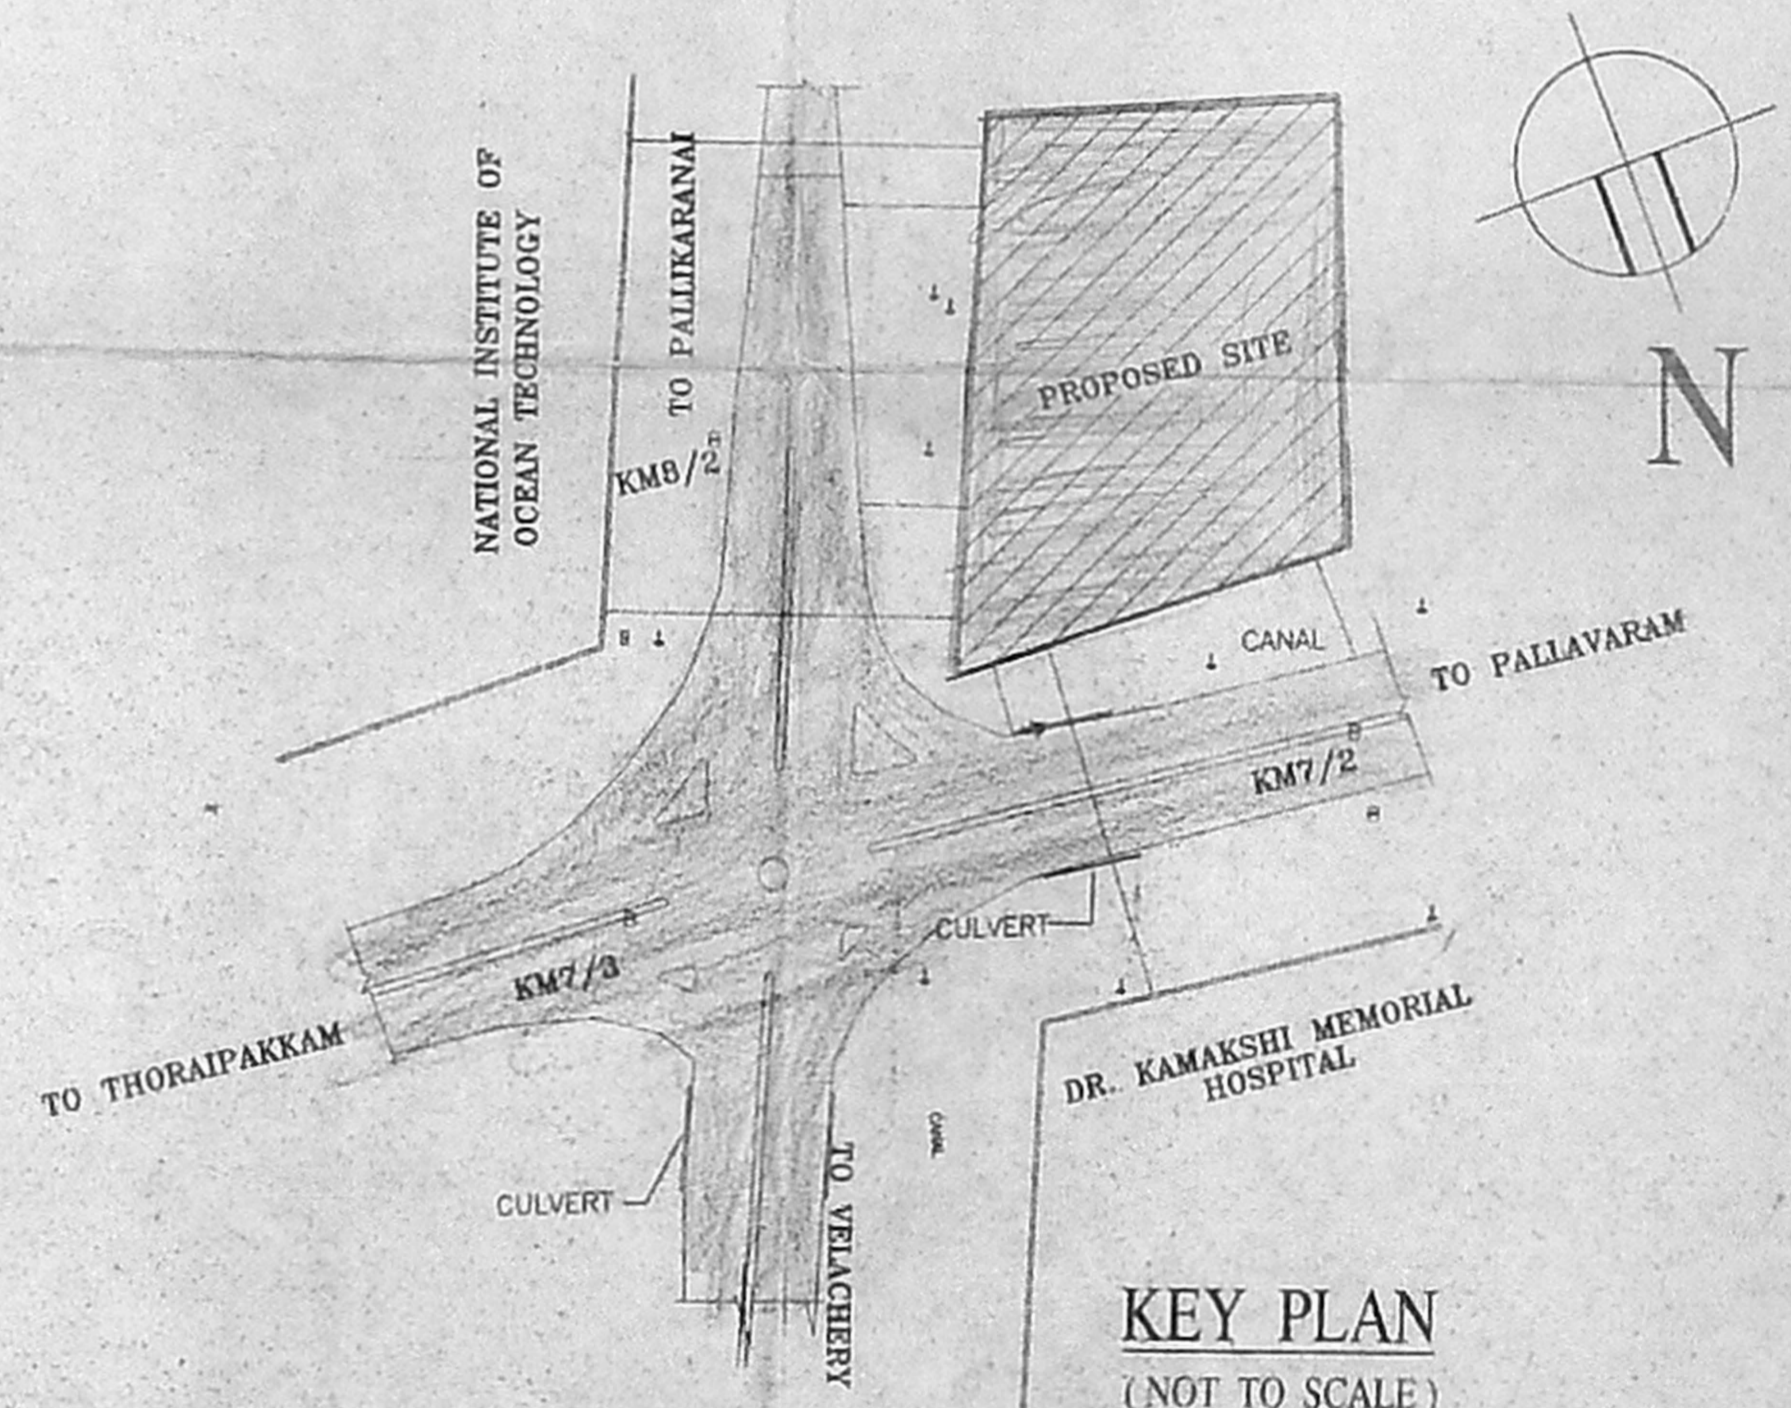 NATIONAL INSTITUTE OF
OCEAN TECHNOLOGY
TO PALLIKARANAI
KM8/2
PROPOSED SITE
N
CANAL
TO PALLAVARAM
KM7/2
B
B
B
B
B
CULVERT
KM7/3
TO THORAIPAKKAM
DR. KAMAKSHI MEMORIAL
HOSPITAL
CANAL
CULVERT
TO VELACHERY
KEY PLAN
(NOT TO SCALE)